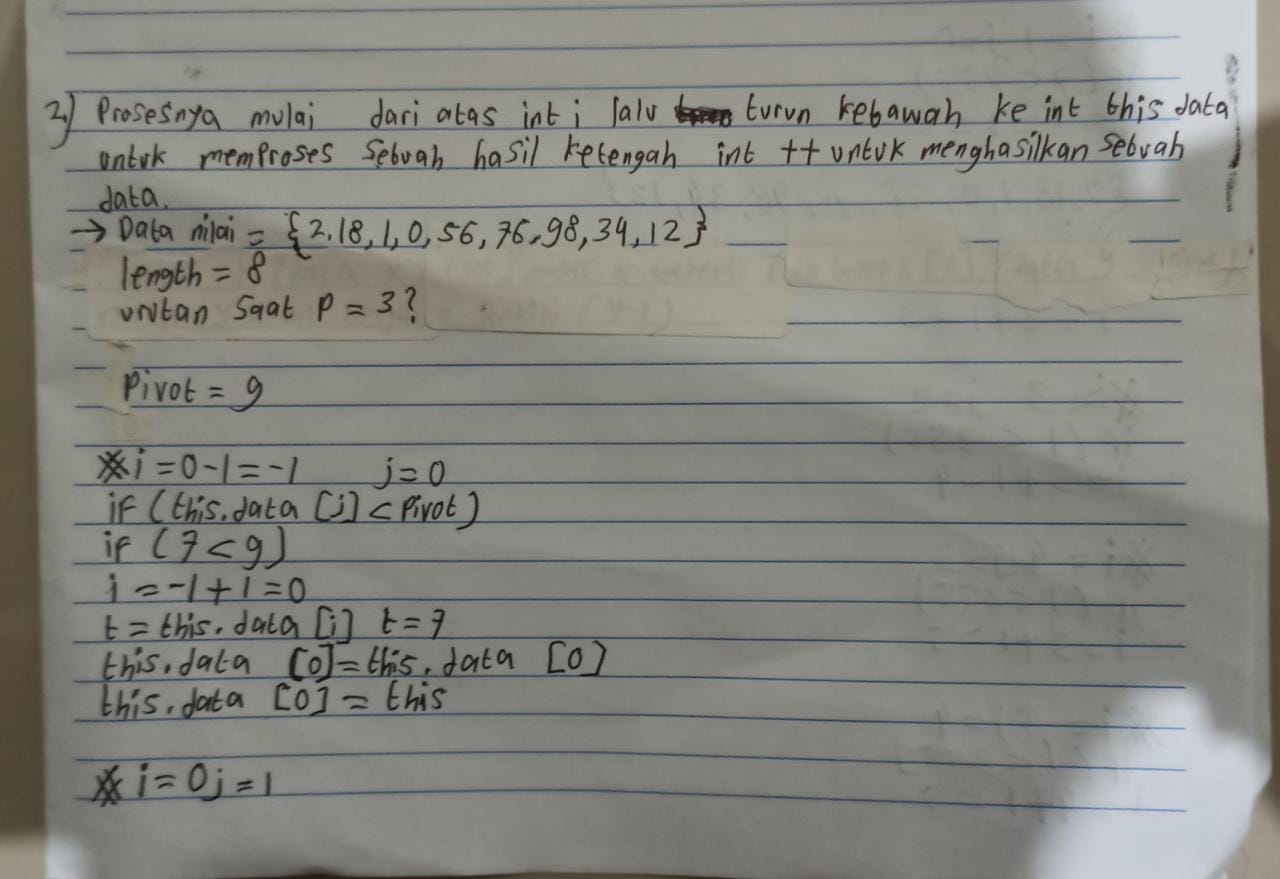 2) Prosesnya mulai dari atas int i lalu turun kebawah ke int this data
untuk memproses sebuah hasil ketengah int ++ untuk menghasilkan sebuah
data.
→ Data nilai = {2.18, 1, 0, 56, 76, 98, 34, 12}
length = 8
urutan saat P = 3?
Pivot = 9
** i = 0-1 = -1 j = 0
if (this.data [j] < Pivot)
if (7 < 9)
i = -1 + 1 = 0
t = this.data [i] t = 7
this.data [0] = this.data [0]
this.data [0] = this
** i = 0 j = 1